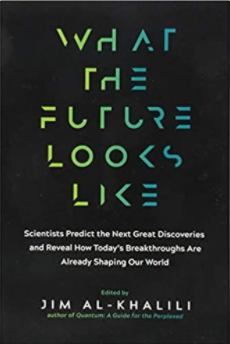 WHAT
THE
FUTURE
LOOKS
LIKE
Scientists Predict the Next Great Discoveries
and Reveal How Today's Breakthroughs Are
Already Shaping Our World
Edited by
JIM AL-KHALILI
author of Quantum: A Guide for the Perplexed